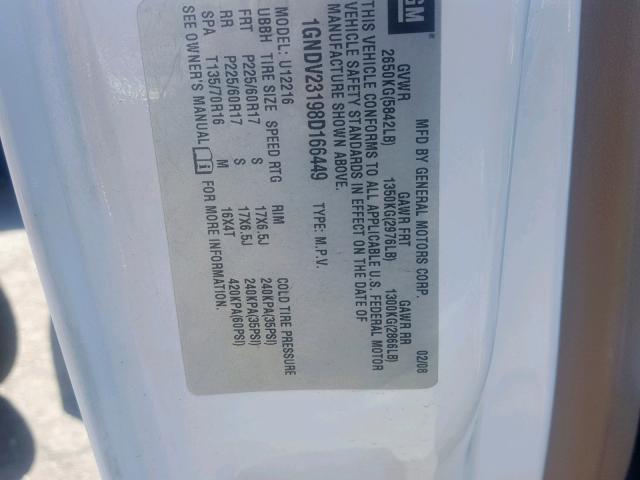 GM
MFD BY GENERAL MOTORS CORP. 02/08
GVWR GAWR FRT GAWR RR
2650KG(5842LB) 1350KG(2976LB) 1300KG(2866LB)
THIS VEHICLE CONFORMS TO ALL APPLICABLE U.S. FEDERAL MOTOR
VEHICLE SAFETY STANDARDS IN EFFECT ON THE DATE OF
MANUFACTURE SHOWN ABOVE.
1GNDV23198D166449 TYPE: M.P.V.
MODEL: U12216
UBBH TIRE SIZE SPEED RTG RIM COLD TIRE PRESSURE
FRT P225/60R17 S 17X6.5J 240KPA(35PSI)
RR P225/60R17 S 17X6.5J 240KPA(35PSI)
SPA T135/70R16 M 16X4T 420KPA(60PSI)
SEE OWNER'S MANUAL FOR MORE INFORMATION.